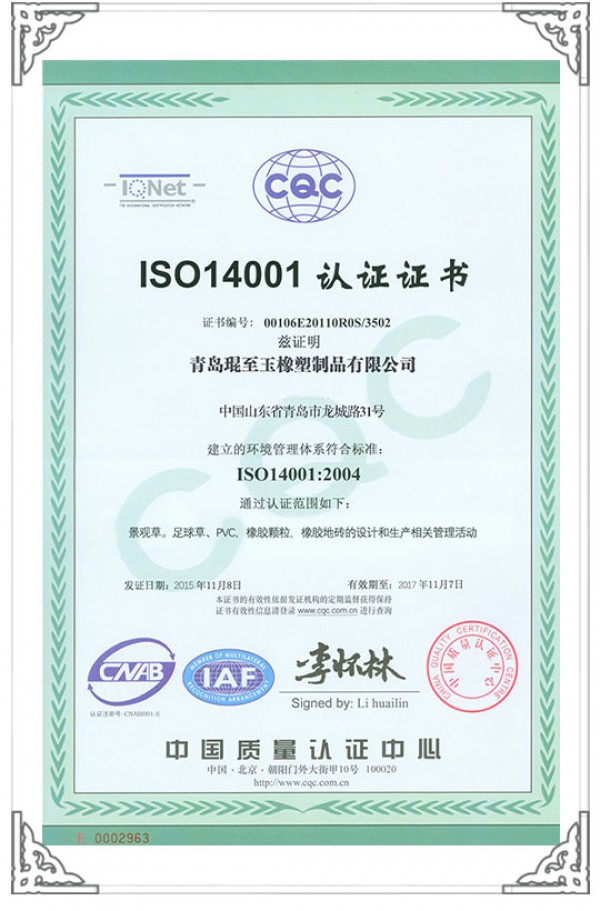 IQNet
THE INTERNATIONAL CERTIFICATION NETWORK
®
CQC
ISO14001 认证证书
证书编号： 00106E20110R0S/3502
兹证明
青岛琨至玉橡塑制品有限公司
中国山东省青岛市龙城路31号
建立的环境管理体系符合标准：
ISO14001:2004
通过认证范围如下：
景观草。足球草、PVC，橡胶颗粒，橡胶地砖的设计和生产相关管理活动
发证日期：2015年11月8日 有效期至：2017年11月7日
本证书的有效性依据发证机构的定期监督获得保持
证书有效性信息请登录 www.cqc.com.cn 进行查询
CNAB
认证注册号: CNAB001-E
MEMBER OF MULTILATERAL
IAF
RECOGNITION ARRANGEMENT
李怀林
Signed by: Li huailin
CHINA QUALITY CERTIFICATION CENTRE
中国质量认证中心
中国质量认证中心
中国·北京·朝阳门外大街甲10号 100020
http://www.cqc.com.cn
E 0002963